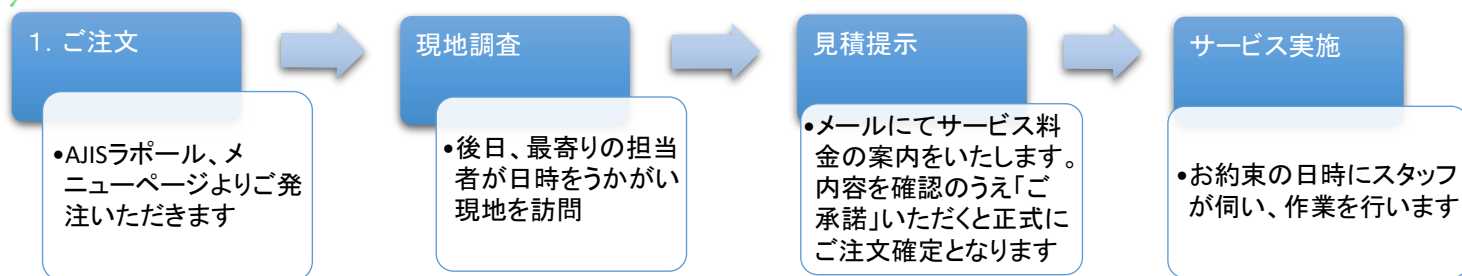 １．ご注文
•AJISラポール、メ
ニューページよりご発
注いただきます
現地調査
•後日、最寄りの担当
者が日時をうかがい
現地を訪問
見積提示
•メールにてサービス料
金の案内をいたします。
内容を確認のうえ「ご
承諾」いただくと正式に
ご注文確定となります
サービス実施
•お約束の日時にスタッフ
が伺い、作業を行います